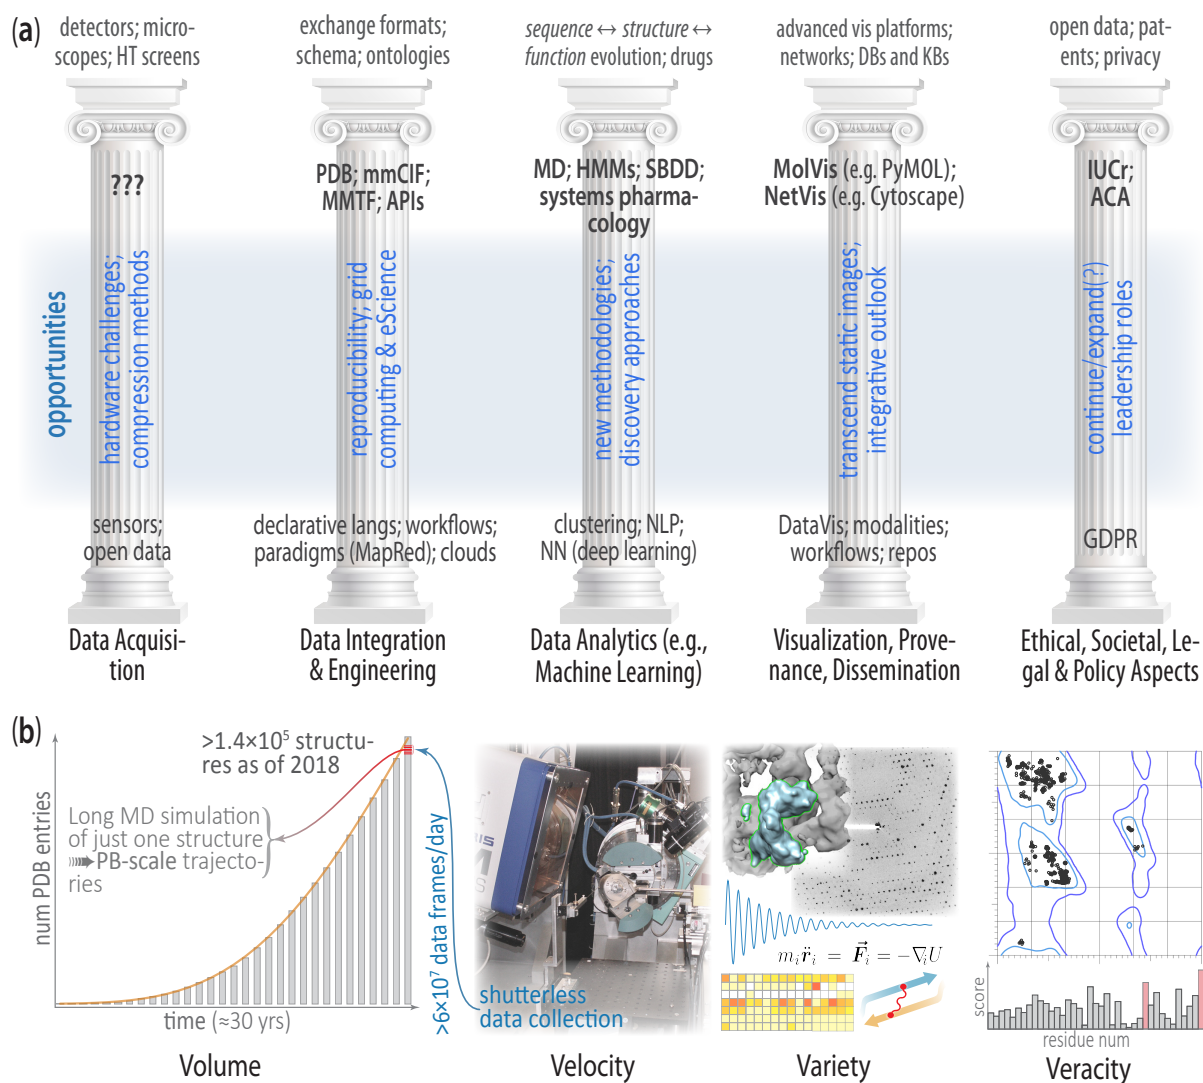 (a)
detectors; micro-
scopes; HT screens
exchange formats;
schema; ontologies
sequence ↔ structure ↔
function evolution; drugs
advanced vis platforms;
networks; DBs and KBs
open data; pat-
ents; privacy
???
PDB; mmCIF;
MMTF; APIs
MD; HMMs; SBDD;
systems pharma-
cology
MolVis (e.g. PyMOL);
NetVis (e.g. Cytoscape)
IUCr;
ACA
opportunities
hardware challenges;
compression methods
reproducibility; grid
computing & eScience
new methodologies;
discovery approaches
transcend static images;
integrative outlook
continue/expand(?)
leadership roles
sensors;
open data
declarative langs; workflows;
paradigms (MapRed); clouds
clustering; NLP;
NN (deep learning)
DataVis; modalities;
workflows; repos
GDPR
Data Acquisi-
tion
Data Integration
& Engineering
Data Analytics (e.g.,
Machine Learning)
Visualization, Prove-
nance, Dissemination
Ethical, Societal, Le-
gal & Policy Aspects
(b)
num PDB entries
>1.4×10⁵ structu-
res as of 2018
Long MD simulation
of just one structure
PB-scale trajecto-
ries
time (≈30 yrs)
>6×10⁷ data frames/day
shutterless
data collection
mᵢr̈ᵢ = F⃗ᵢ = −∇ᵢU
score
residue num
Volume
Velocity
Variety
Veracity